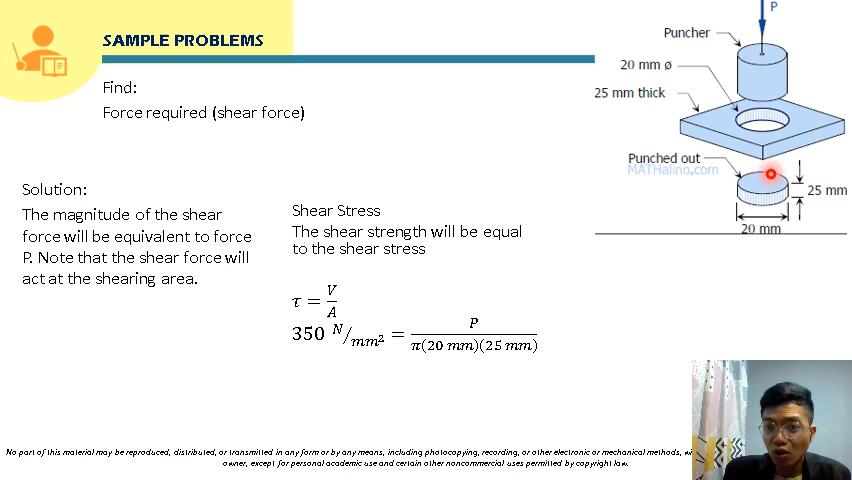 SAMPLE PROBLEMS
Find:
Force required (shear force)
Solution:
The magnitude of the shear
force will be equivalent to force
P. Note that the shear force will
act at the shearing area.
Shear Stress
The shear strength will be equal
to the shear stress
τ = V/A
350 N/mm² = P/π(20 mm)(25 mm)
P
Puncher
20 mm ø
25 mm thick
Punched out
MATHalino.com
25 mm
20 mm
No part of this material may be reproduced, distributed, or transmitted in any form or by any means, including photocopying, recording, or other electronic or mechanical methods,
owner, except for personal academic use and certain other noncommercial uses permitted by copyright law.